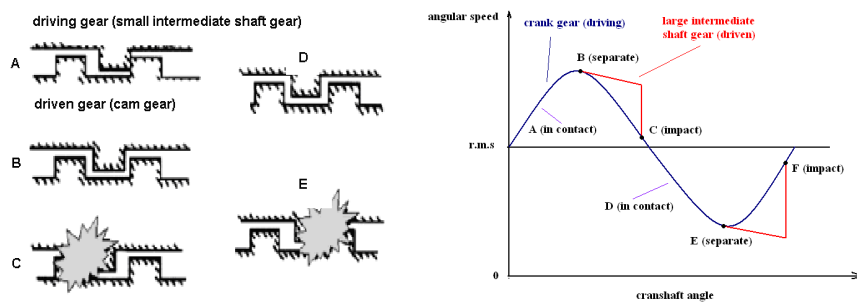 driving gear (small intermediate shaft gear)
A
driven gear (cam gear)
B
C
D
E
angular speed
crank gear (driving)
large intermediate
shaft gear (driven)
B (separate)
A (in contact)
C (impact)
r.m.s
F (impact)
D (in contact)
E (separate)
0
cranshaft angle